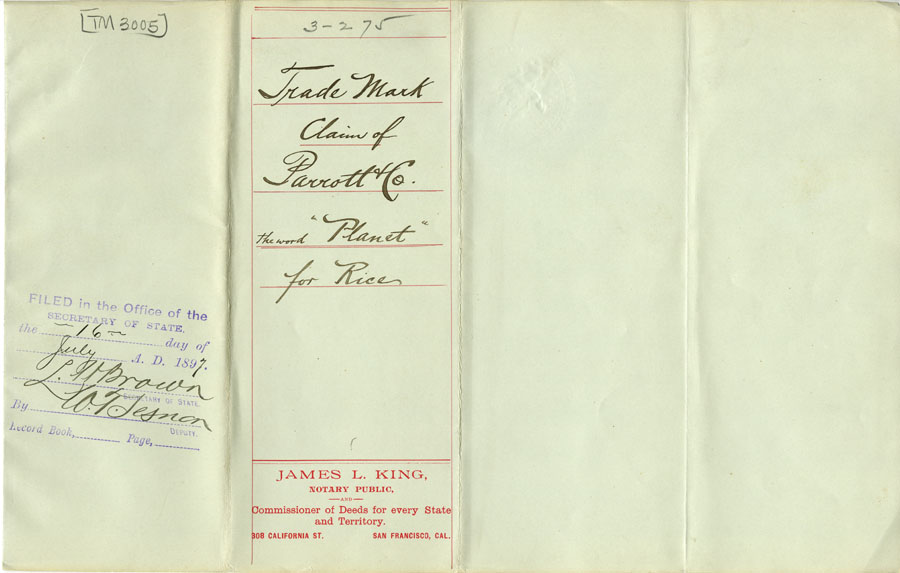 [TM 3005]
FILED in the Office of the
SECRETARY OF STATE,
the 16 day of
July A. D. 1897.
L. H. Brown
SECRETARY OF STATE.
By
DEPUTY.
Record Book, Page,
3-275
Trade Mark
Claim of
Parrott & Co.
the word "Planet"
for Rice
JAMES L. KING,
NOTARY PUBLIC,
—AND—
Commissioner of Deeds for every State
and Territory.
308 CALIFORNIA ST. SAN FRANCISCO, CAL.